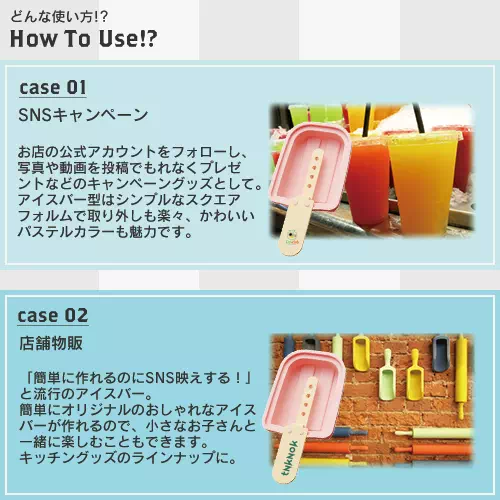 どんな使い方!?
How To Use!?
case 01
SNSキャンペーン
お店の公式アカウントをフォローし、
写真や動画を投稿でもれなくプレゼ
ントなどのキャンペーングッズとして。
アイスバー型はシンプルなスクエア
フォルムで取り外しも楽々、かわいい
パステルカラーも魅力です。
case 02
店舗物販
「簡単に作れるのにSNS映えする！」
と流行のアイスバー。
簡単にオリジナルのおしゃれなアイス
バーが作れるので、小さなお子さんと
一緒に楽しむこともできます。
キッチングッズのラインナップに。
tnknok